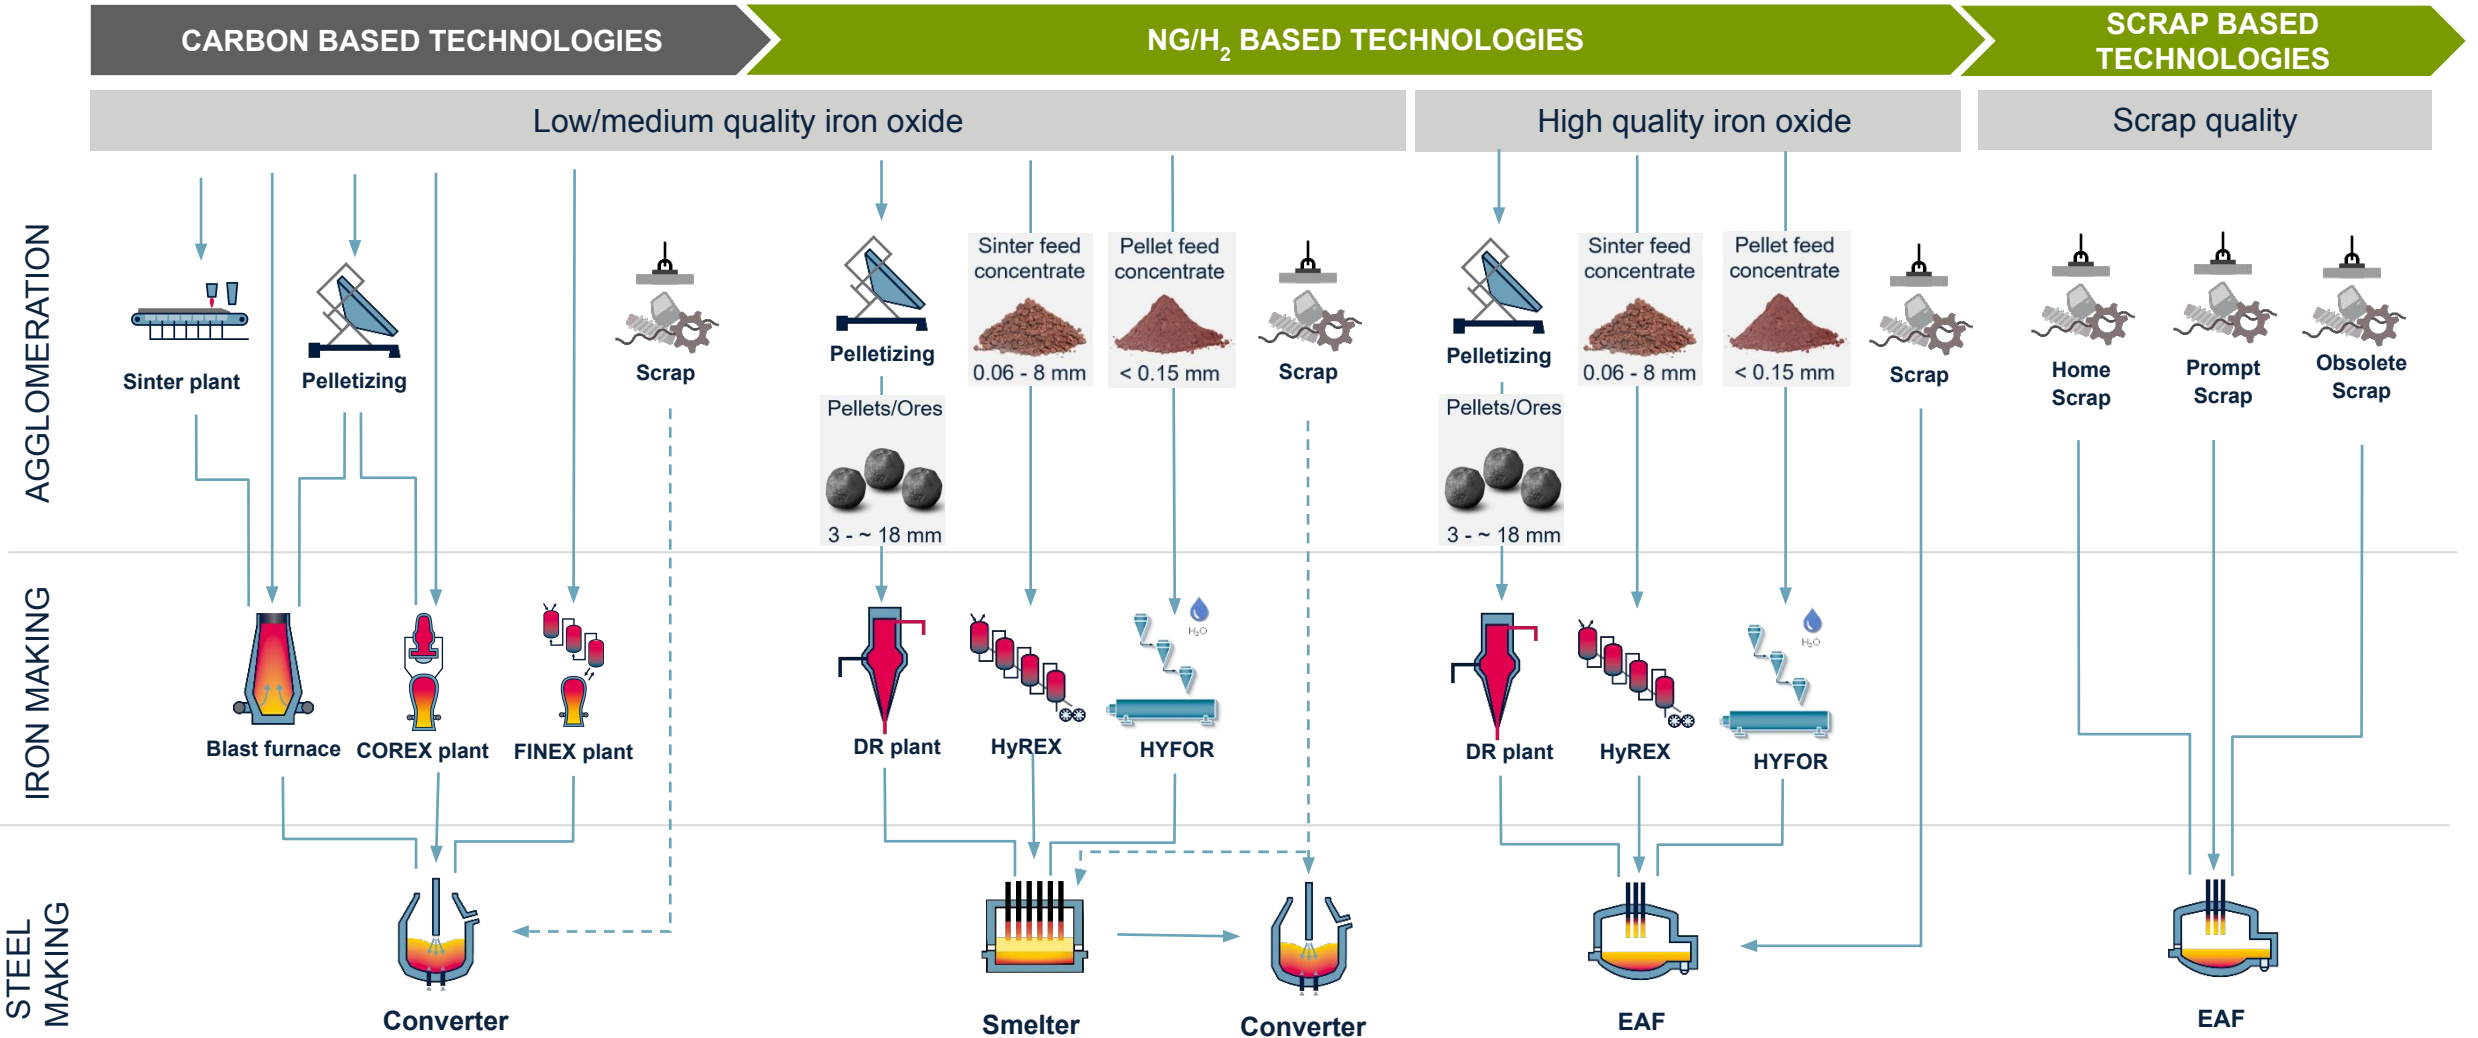 CARBON BASED TECHNOLOGIES
NG/H₂ BASED TECHNOLOGIES
SCRAP BASED
TECHNOLOGIES
Low/medium quality iron oxide
High quality iron oxide
Scrap quality
AGGLOMERATION
Sinter plant
Pelletizing
Scrap
Pelletizing
Pellets/Ores
3 - ~ 18 mm
Sinter feed
concentrate
0.06 - 8 mm
Pellet feed
concentrate
< 0.15 mm
Scrap
Pelletizing
Pellets/Ores
3 - ~ 18 mm
Sinter feed
concentrate
0.06 - 8 mm
Pellet feed
concentrate
< 0.15 mm
Scrap
Home
Scrap
Prompt
Scrap
Obsolete
Scrap
IRON MAKING
Blast furnace
COREX plant
FINEX plant
DR plant
HyREX
H₂O
HYFOR
DR plant
HyREX
H₂O
HYFOR
STEEL
MAKING
Converter
Smelter
Converter
EAF
EAF